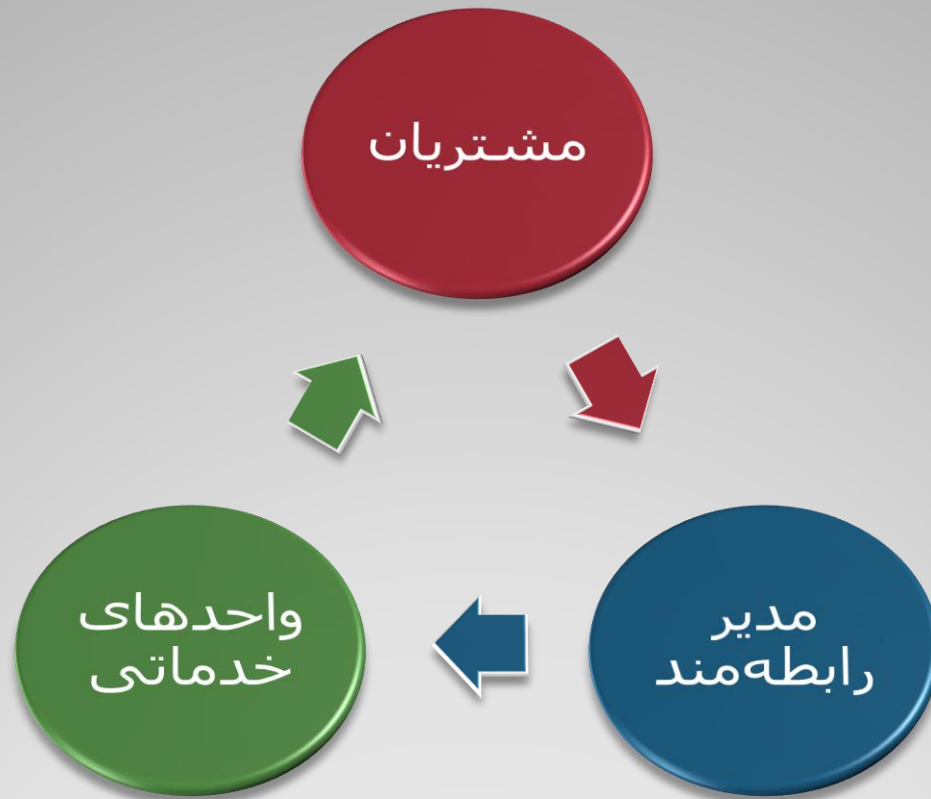 مشتریان
مدیر
رابطه‌مند
واحدهای
خدماتی